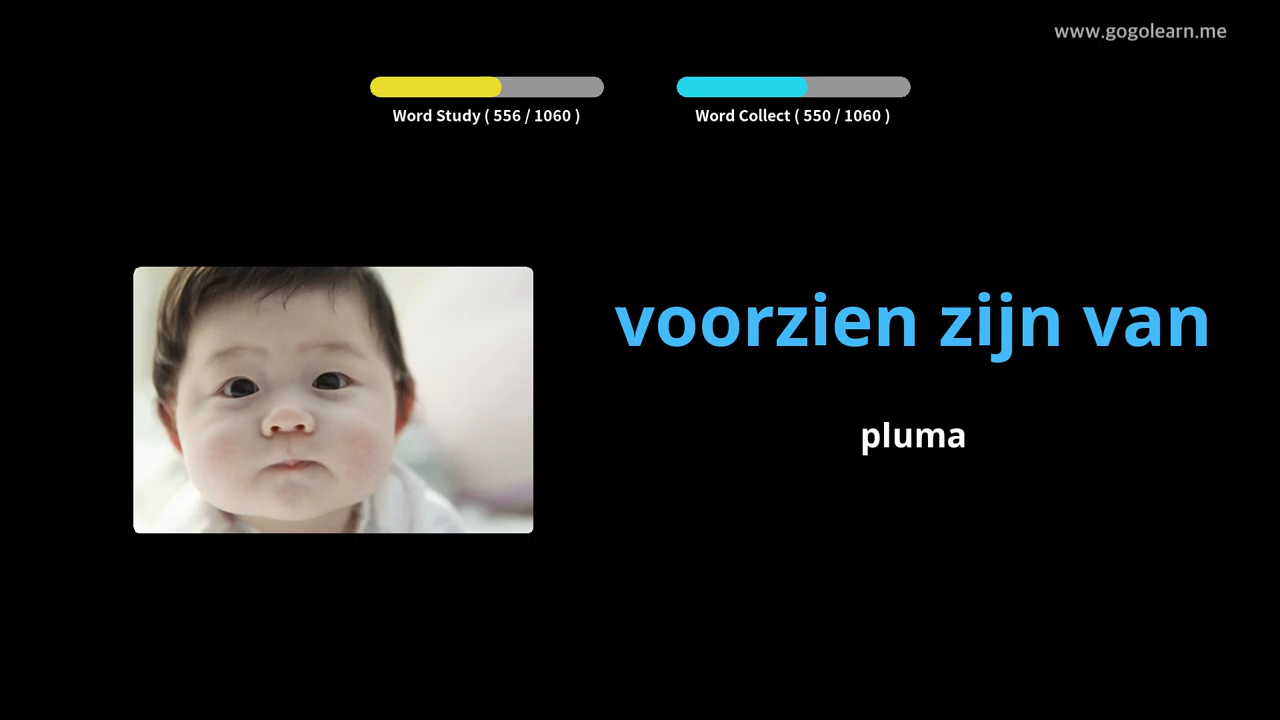 www.gogolearn.me
Word Study ( 556 / 1060 )
Word Collect ( 550 / 1060 )
voorzien zijn van
pluma